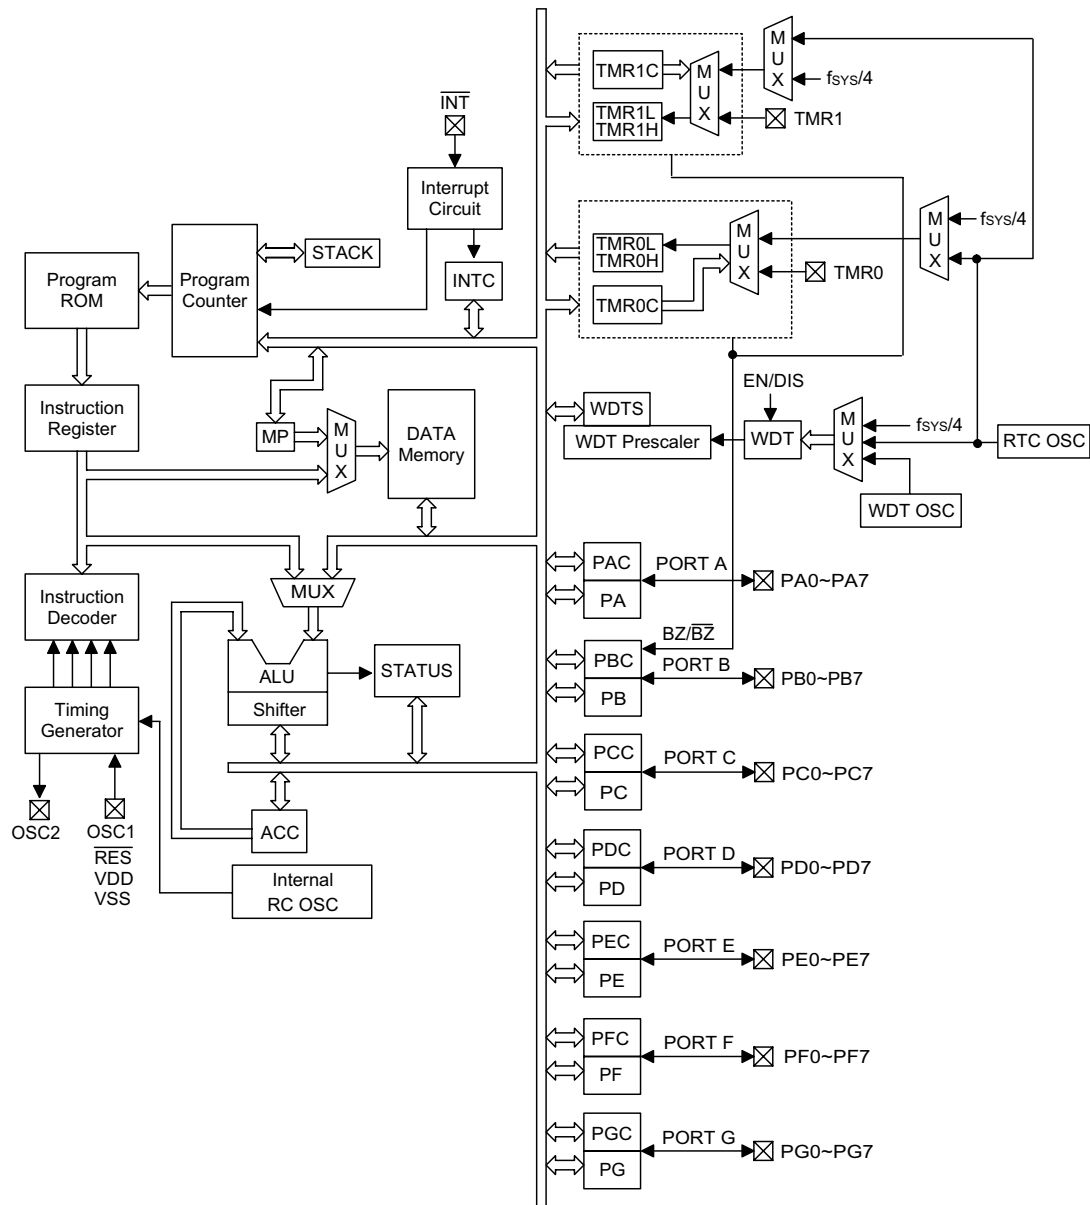 INT
Interrupt
Circuit
STACK
INTC
Program
ROM
Program
Counter
Instruction
Register
MP
M
U
X
DATA
Memory
Instruction
Decoder
MUX
ALU
Shifter
STATUS
Timing
Generator
OSC2
OSC1
RES
VDD
VSS
ACC
Internal
RC OSC
TMR1C
TMR1L
TMR1H
M
U
X
M
U
X
fSYS/4
TMR1
TMR0L
TMR0H
TMR0C
M
U
X
TMR0
M
U
X
fSYS/4
EN/DIS
WDTS
WDT Prescaler
WDT
M
U
X
fSYS/4
RTC OSC
WDT OSC
PAC
PA
PORT A
PA0~PA7
BZ/BZ
PBC
PB
PORT B
PB0~PB7
PCC
PC
PORT C
PC0~PC7
PDC
PD
PORT D
PD0~PD7
PEC
PE
PORT E
PE0~PE7
PFC
PF
PORT F
PF0~PF7
PGC
PG
PORT G
PG0~PG7